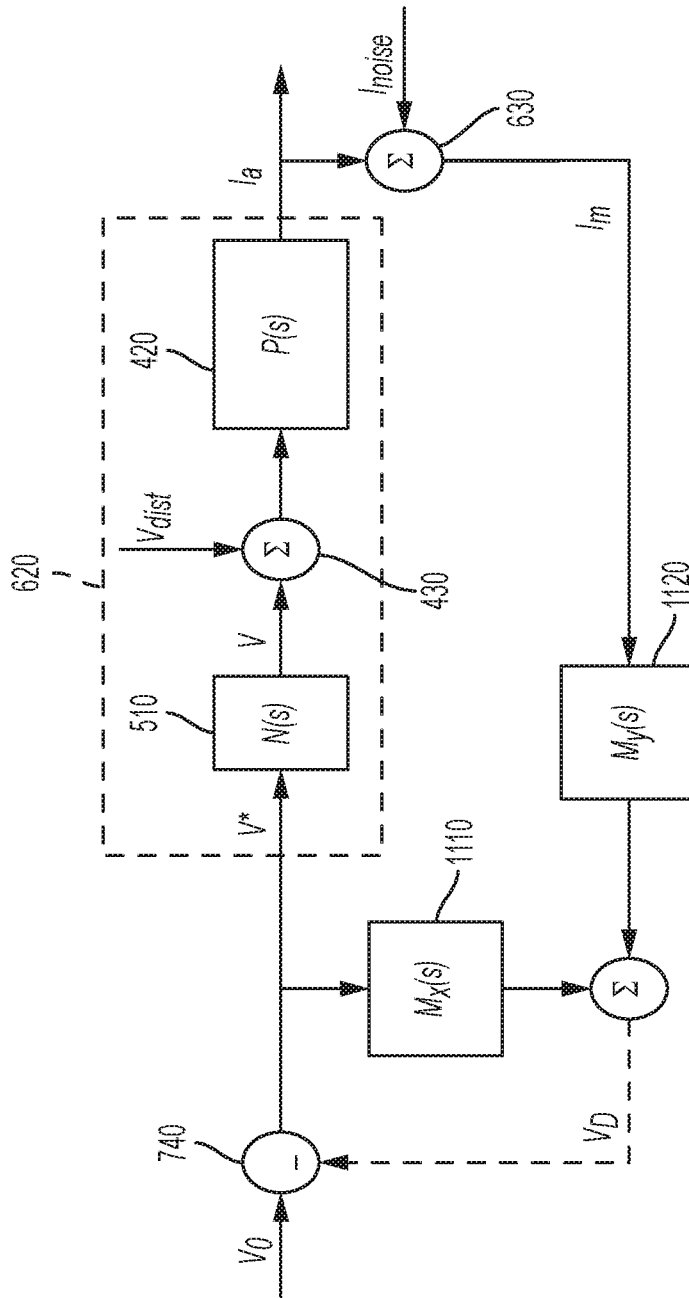 620
510
420
V*
N(s)
V
Σ
Vdist
430
P(s)
Ia
Σ
Inoise
630
Im
V0
740
–
Mx(s)
1110
VD
Σ
My(s)
1120